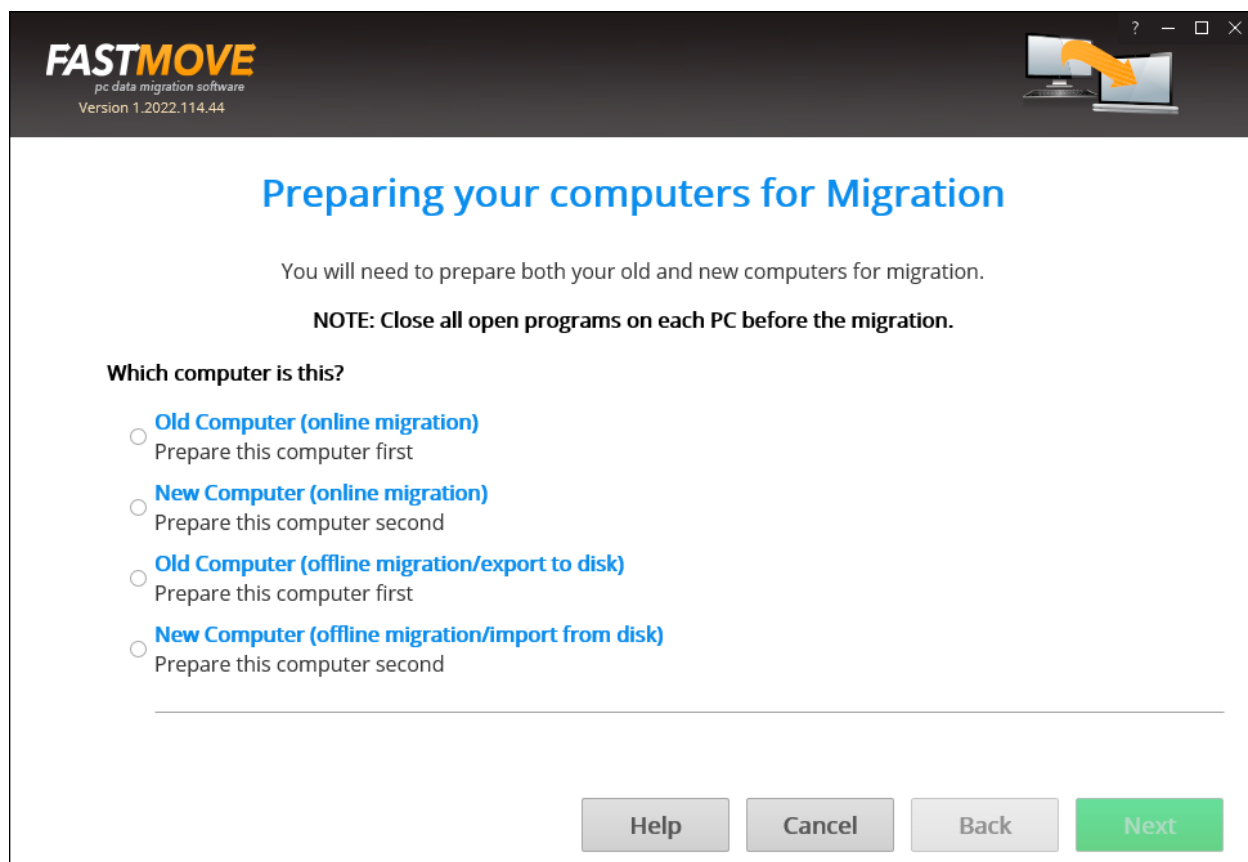 FASTMOVE
pc data migration software
Version 1.2022.114.44
?
Preparing your computers for Migration
You will need to prepare both your old and new computers for migration.
NOTE: Close all open programs on each PC before the migration.
Which computer is this?
Old Computer (online migration)
Prepare this computer first
New Computer (online migration)
Prepare this computer second
Old Computer (offline migration/export to disk)
Prepare this computer first
New Computer (offline migration/import from disk)
Prepare this computer second
Help Cancel Back Next